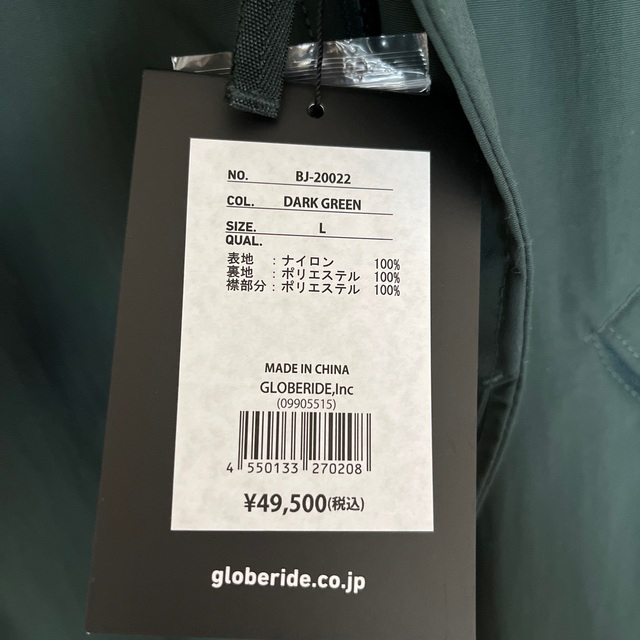 NO. BJ-20022
COL. DARK GREEN
SIZE. L
QUAL.
表地 : ナイロン 100%
裏地 : ポリエステル 100%
襟部分 : ポリエステル 100%
MADE IN CHINA
GLOBERIDE,Inc
(09905515)
4 550133 270208
¥49,500(税込)
globeride.co.jp